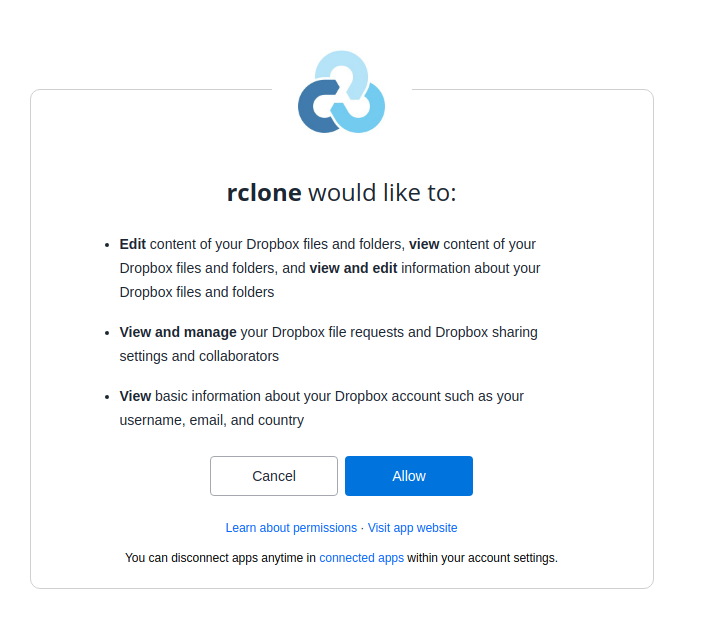 rclone would like to:
• Edit content of your Dropbox files and folders, view content of your
Dropbox files and folders, and view and edit information about your
Dropbox files and folders
• View and manage your Dropbox file requests and Dropbox sharing
settings and collaborators
• View basic information about your Dropbox account such as your
username, email, and country
Cancel Allow
Learn about permissions · Visit app website
You can disconnect apps anytime in connected apps within your account settings.